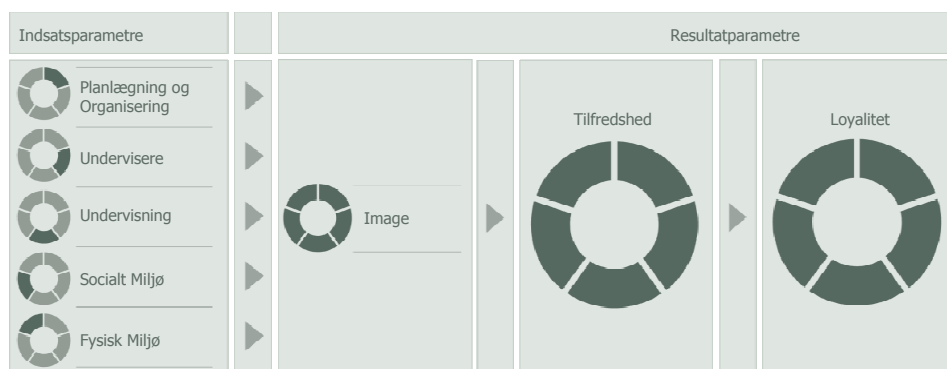 Indsatsparametre
Resultatparametre
Planlægning og
Organisering
Undervisere
Undervisning
Socialt Miljø
Fysisk Miljø
Image
Tilfredshed
Loyalitet